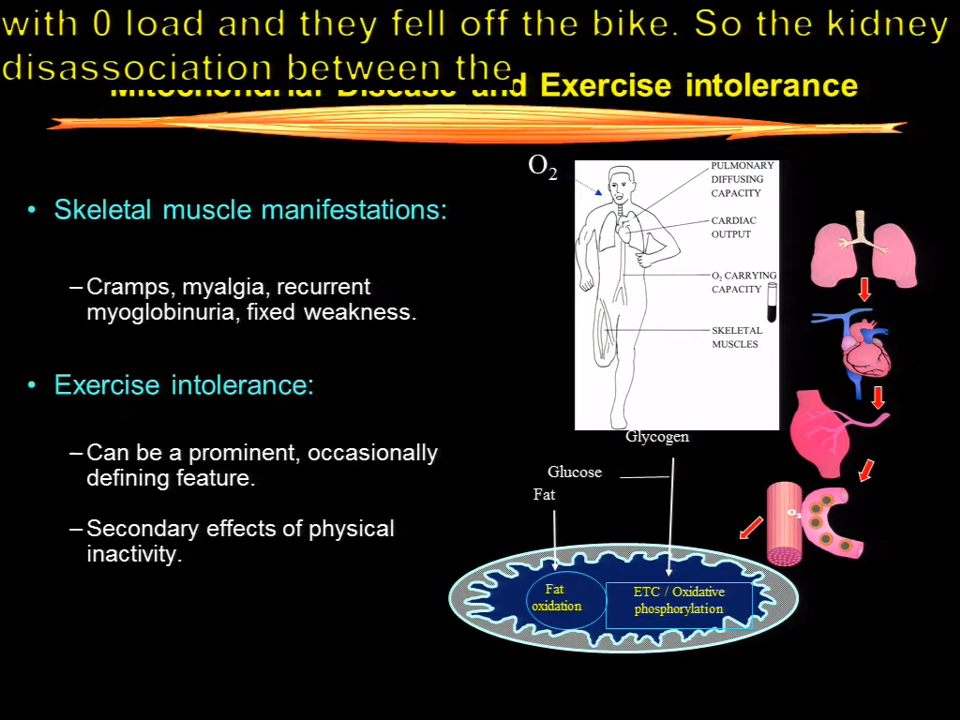 with 0 load and they fell off the bike. So the kidney
disassociation between the
Mitochondrial Disease and Exercise intolerance
O2
PULMONARY
DIFFUSING
CAPACITY
CARDIAC
OUTPUT
O2 CARRYING
CAPACITY
SKELETAL
MUSCLES
• Skeletal muscle manifestations:
– Cramps, myalgia, recurrent
myoglobinuria, fixed weakness.
• Exercise intolerance:
– Can be a prominent, occasionally
defining feature.
– Secondary effects of physical
inactivity.
Glycogen
Glucose
Fat
O2
Fat
oxidation
ETC / Oxidative
phosphorylation